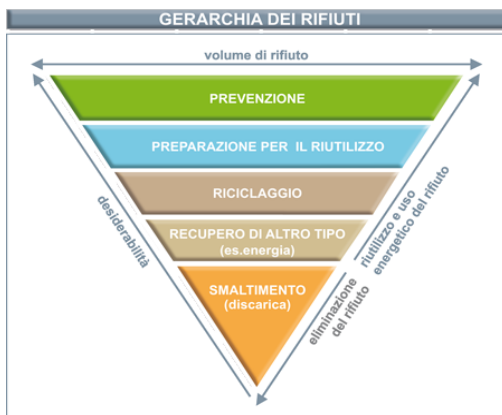 GERARCHIA DEI RIFIUTI
volume di rifiuto
PREVENZIONE
PREPARAZIONE PER IL RIUTILIZZO
RICICLAGGIO
RECUPERO DI ALTRO TIPO
(es.energia)
SMALTIMENTO
(discarica)
desiderabilità
riutilizzo e uso
energetico del rifiuto
eliminazione
del rifiuto